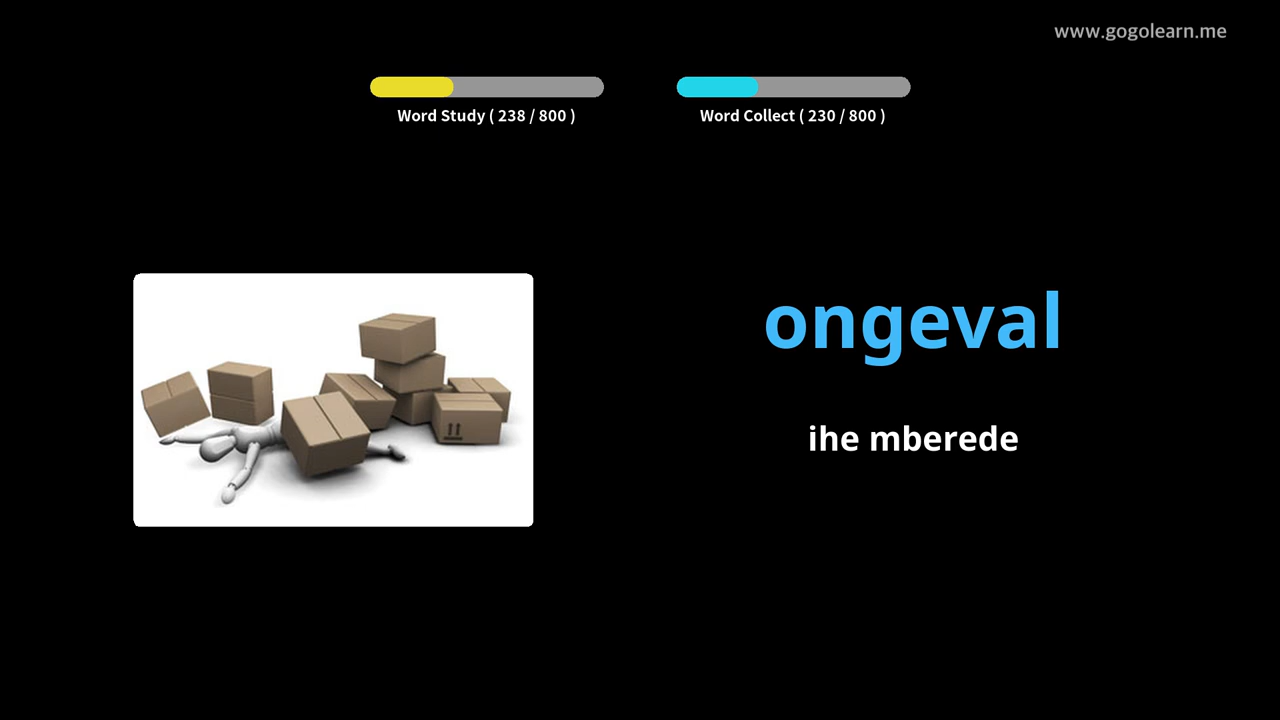 www.gogolearn.me
Word Study ( 238 / 800 )
Word Collect ( 230 / 800 )
ongeval
ihe mberede